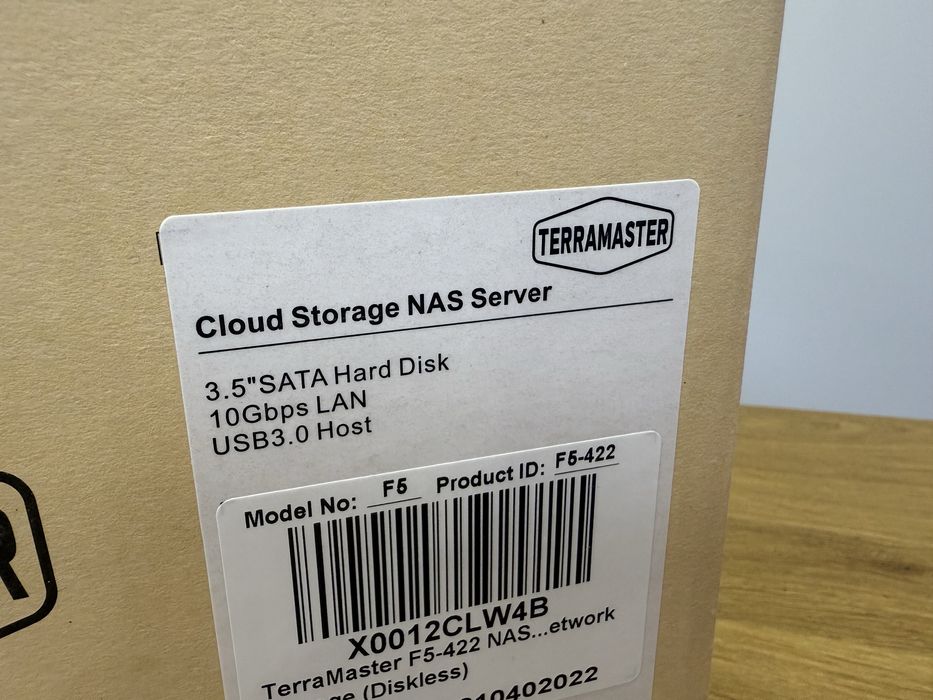 TERRAMASTER
Cloud Storage NAS Server
3.5"SATA Hard Disk
10Gbps LAN
USB3.0 Host
Model No: F5 Product ID: F5-422
X0012CLW4B
TerraMaster F5-422 NAS...etwork
(Diskless)
10402022
R